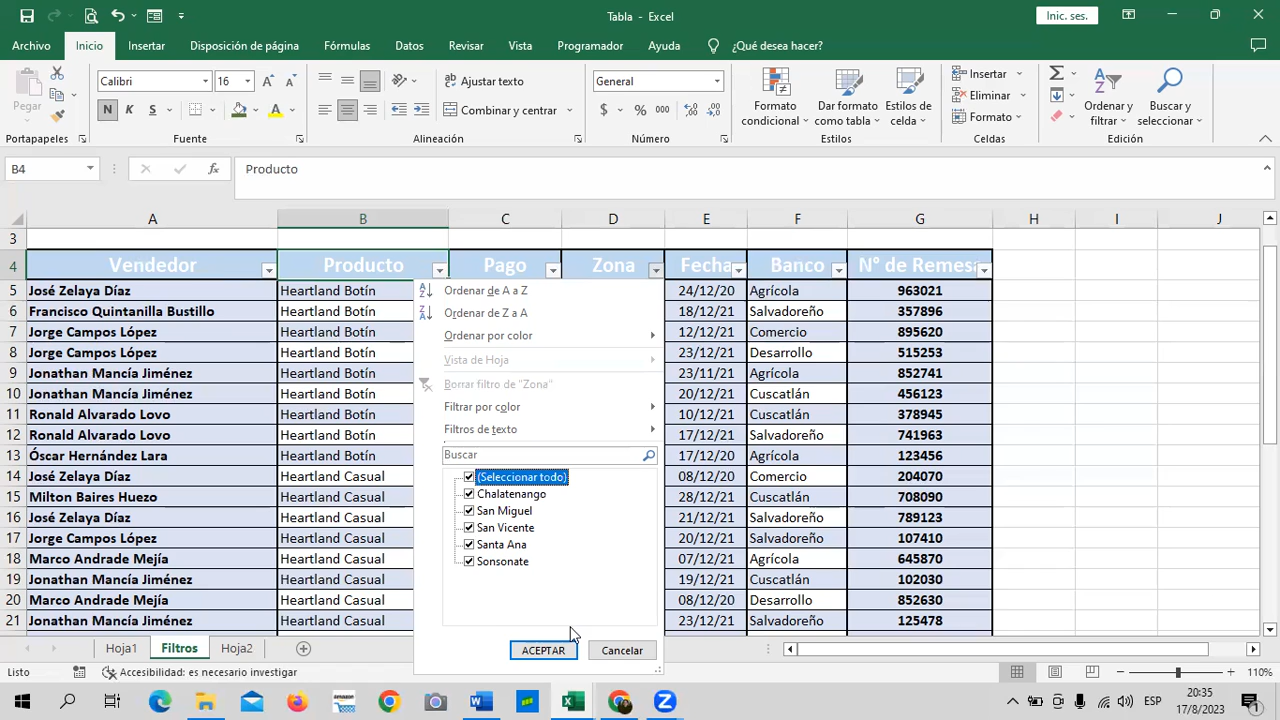 Tabla - Excel
Inic. ses.
Archivo Inicio Insertar Disposición de página Fórmulas Datos Revisar Vista Programador Ayuda ¿Qué desea hacer?
Pegar
Calibri 16
N K S
Ajustar texto
Combinar y centrar
General
$ % 000
Formato condicional
Dar formato como tabla
Estilos de celda
Insertar
Eliminar
Formato
Ordenar y filtrar
Buscar y seleccionar
Portapapeles Fuente Alineación Número Estilos Celdas Edición
B4 fx Producto
A B C D E F G H I J
3
4 Vendedor Producto Pago Zona Fecha Banco N° de Remes
5 José Zelaya Díaz Heartland Botín 24/12/20 Agrícola 963021
6 Francisco Quintanilla Bustillo Heartland Botín 18/12/21 Salvadoreño 357896
7 Jorge Campos López Heartland Botín 12/12/21 Comercio 895620
8 Jorge Campos López Heartland Botín 23/12/21 Desarrollo 515253
9 Jonathan Mancía Jiménez Heartland Botín 23/11/21 Agrícola 852741
10 Jonathan Mancía Jiménez Heartland Botín 20/12/21 Cuscatlán 456123
11 Ronald Alvarado Lovo Heartland Botín 10/12/21 Cuscatlán 378945
12 Ronald Alvarado Lovo Heartland Botín 17/12/21 Salvadoreño 741963
13 Óscar Hernández Lara Heartland Botín 17/12/20 Agrícola 123456
14 José Zelaya Díaz Heartland Casual 08/12/21 Comercio 204070
15 Milton Baires Huezo Heartland Casual 28/12/21 Cuscatlán 708090
16 José Zelaya Díaz Heartland Casual 21/12/21 Salvadoreño 789123
17 Jorge Campos López Heartland Casual 20/12/21 Salvadoreño 107410
18 Marco Andrade Mejía Heartland Casual 07/12/21 Agrícola 645870
19 Jonathan Mancía Jiménez Heartland Casual 19/12/21 Cuscatlán 102030
20 Marco Andrade Mejía Heartland Casual 08/12/20 Desarrollo 852630
21 Jonathan Mancía Jiménez Heartland Casual 23/12/21 Salvadoreño 125478
Ordenar de A a Z
Ordenar de Z a A
Ordenar por color
Vista de Hoja
Borrar filtro de "Zona"
Filtrar por color
Filtros de texto
Buscar
(Seleccionar todo)
Chalatenango
San Miguel
San Vicente
Santa Ana
Sonsonate
ACEPTAR Cancelar
Hoja1 Filtros Hoja2
Listo Accesibilidad: es necesario investigar 110%
ESP
20:35
17/8/2023